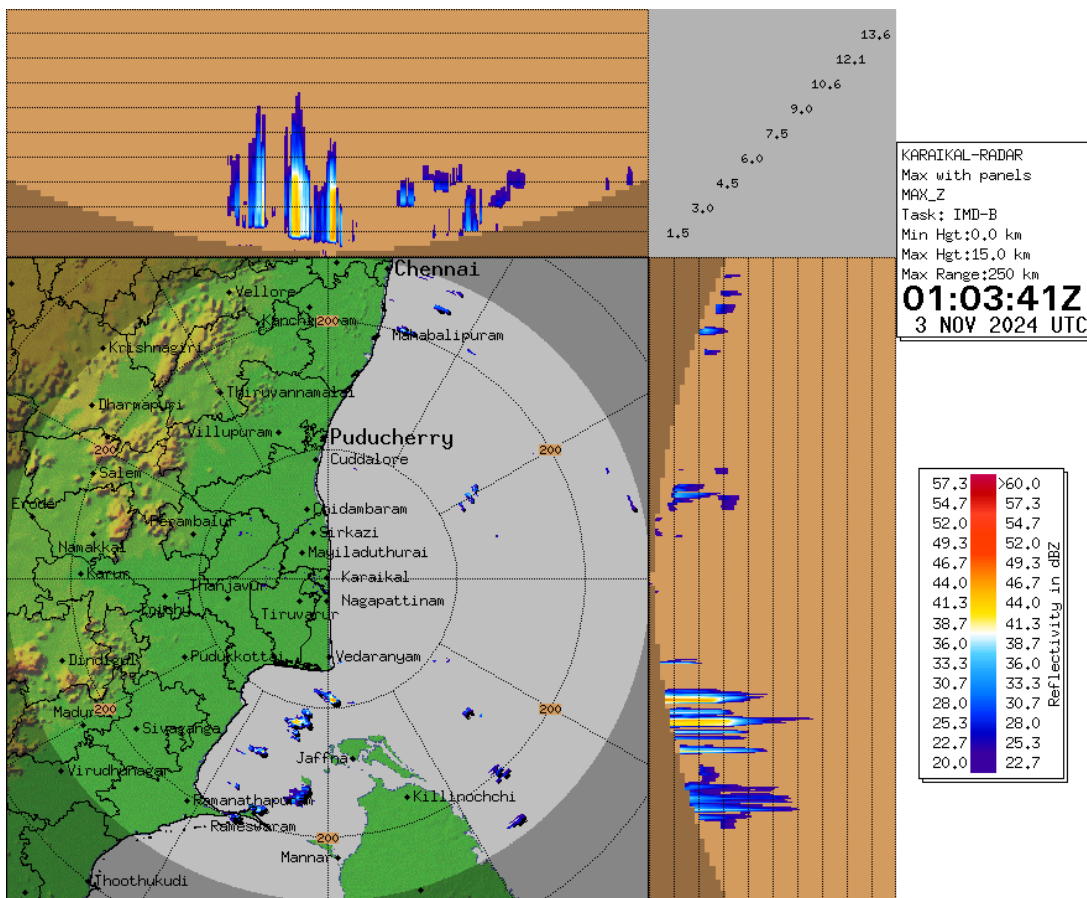 13.6
12.1
10.6
9.0
7.5
6.0
4.5
3.0
1.5
KARAIKAL-RADAR
Max with panels
MAX_Z
Task: IMD-B
Min Hgt:0.0 km
Max Hgt:15.0 km
Max Range:250 km
01:03:41Z
3 NOV 2024 UTC
Chennai
Vellore
200
Mahabalipuram
Krishnagiri
Thiruvannamalai
Dharmapuri
Villupuram
Puducherry
200
200
Cuddalore
Salem
Erode
Chidambaram
Perambalur
Sirkazi
Namakkal
Mayiladuthurai
Karur
Karaikal
Thanjavur
Nagapattinam
Tiruvarur
Pudukkottai
Vedaranyam
Dindigul
200
200
Sivaganga
Jaffna
Virudhunagar
Ramanathapuram
Killinochchi
Rameswaram
200
Mannar
Thoothukudi
57.3 >60.0
54.7 57.3
52.0 54.7
49.3 52.0
46.7 49.3
44.0 46.7
41.3 44.0
38.7 41.3
36.0 38.7
33.3 36.0
30.7 33.3
28.0 30.7
25.3 28.0
22.7 25.3
20.0 22.7
Reflectivity in dBZ